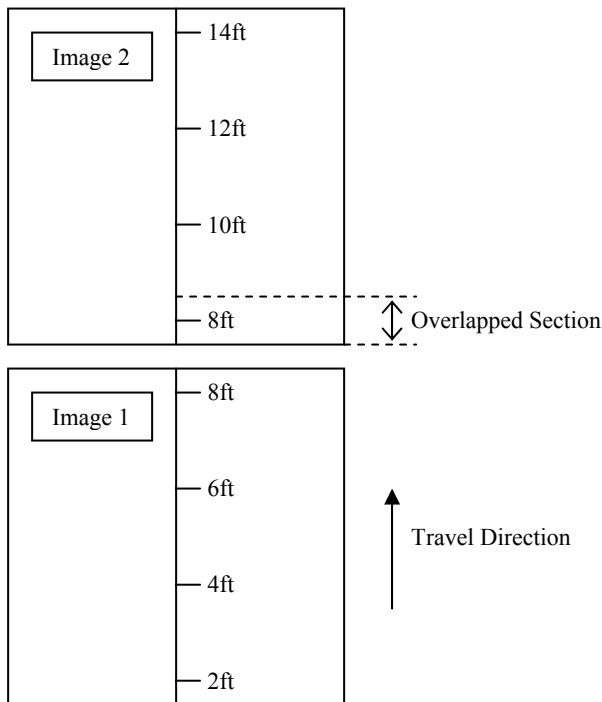 14ft
Image 2
12ft
10ft
8ft
Overlapped Section
8ft
Image 1
6ft
Travel Direction
4ft
2ft